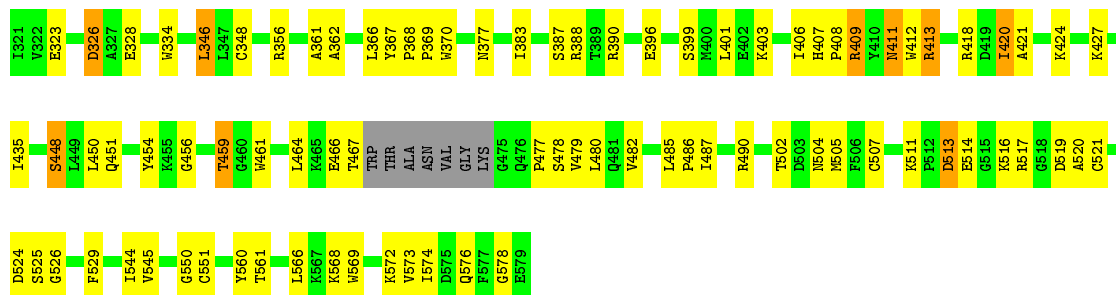 I321 V322 E323 D326 A327 E328 W334 L346 L347 C348 R356 A361 A362 L366 Y367 P368 P369 W370 N377 I383 S387 R388 T389 R390 E396 S399 M400 L401 E402 K403 I406 H407 P408 R409 Y410 N411 W412 R413 R418 D419 I420 A421 K424 K427
I435 S448 L449 L450 Q451 Y454 K455 G456 T459 G460 W461 L464 K465 E466 T467 TRP THR ALA ASN VAL GLY LYS G475 Q476 P477 S478 V479 L480 Q481 V482 L485 P486 I487 R490 T502 D503 N504 M505 F506 C507 K511 P512 D513 E514 G515 K516 R517 G518 D519 A520 C521
D524 S525 G526 F529 I544 V545 G550 C551 Y560 T561 L566 K567 K568 W569 K572 V573 I574 D575 Q576 F577 G578 E579